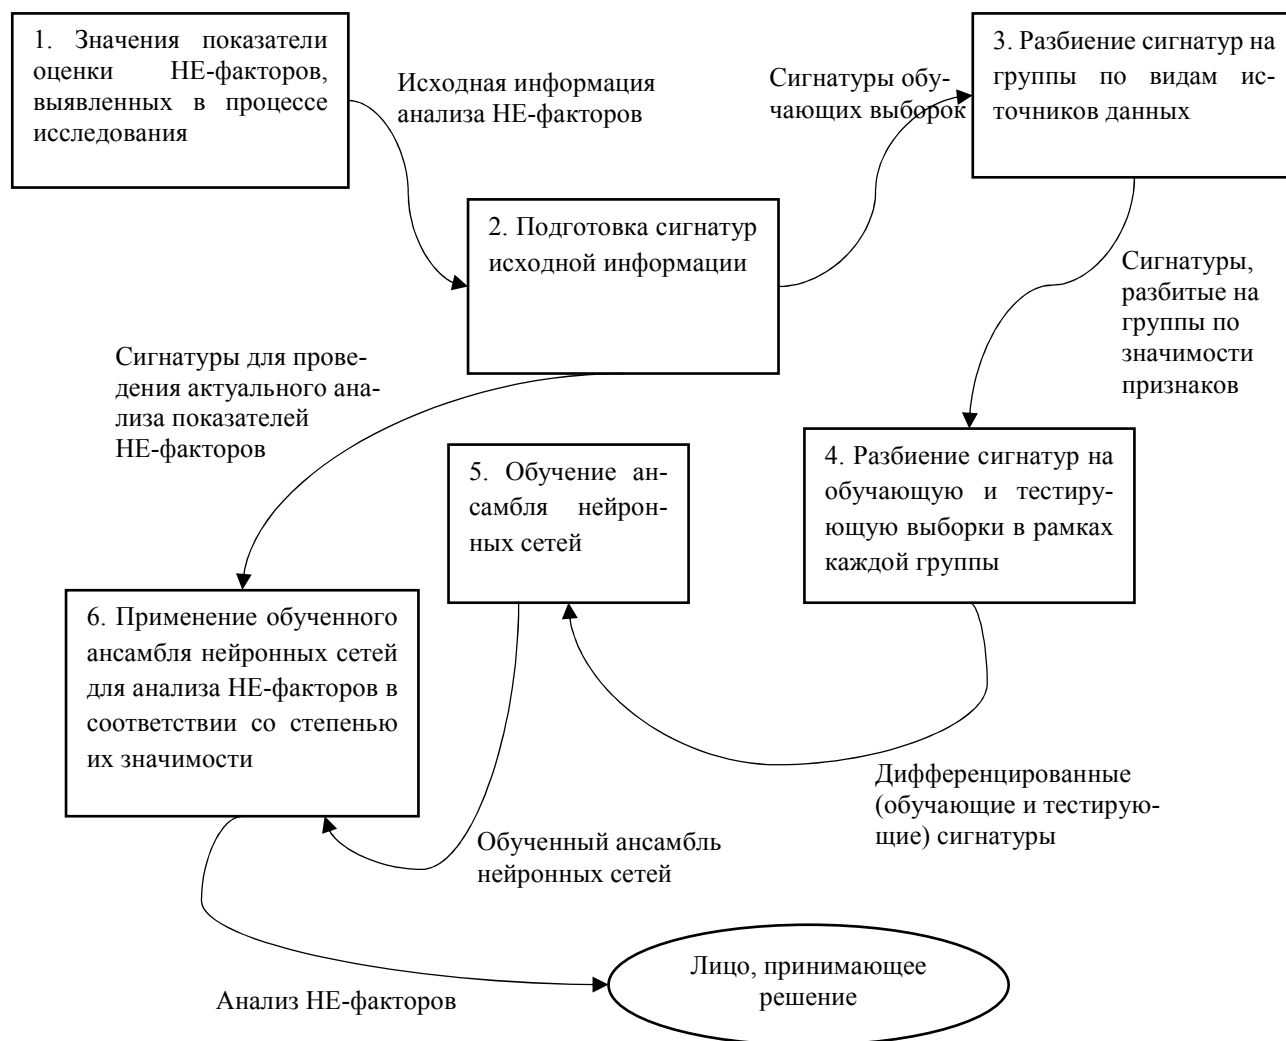 1. Значения показатели
оценки НЕ-факторов,
выявленных в процессе
исследования
Исходная информация
анализа НЕ-факторов
Сигнатуры обу-
чающих выборок
3. Разбиение сигнатур на
группы по видам ис-
точников данных
2. Подготовка сигнатур
исходной информации
Сигнатуры,
разбитые на
группы по
значимости
признаков
Сигнатуры для прове-
дения актуального ана-
лиза показателей
НЕ-факторов
5. Обучение ан-
самбля нейрон-
ных сетей
4. Разбиение сигнатур на
обучающую и тестиру-
ющую выборки в рамках
каждой группы
6. Применение обученного
ансамбля нейронных сетей
для анализа НЕ-факторов в
соответствии со степенью
их значимости
Дифференцированные
(обучающие и тестирую-
щие) сигнатуры
Обученный ансамбль
нейронных сетей
Анализ НЕ-факторов
Лицо, принимающее
решение